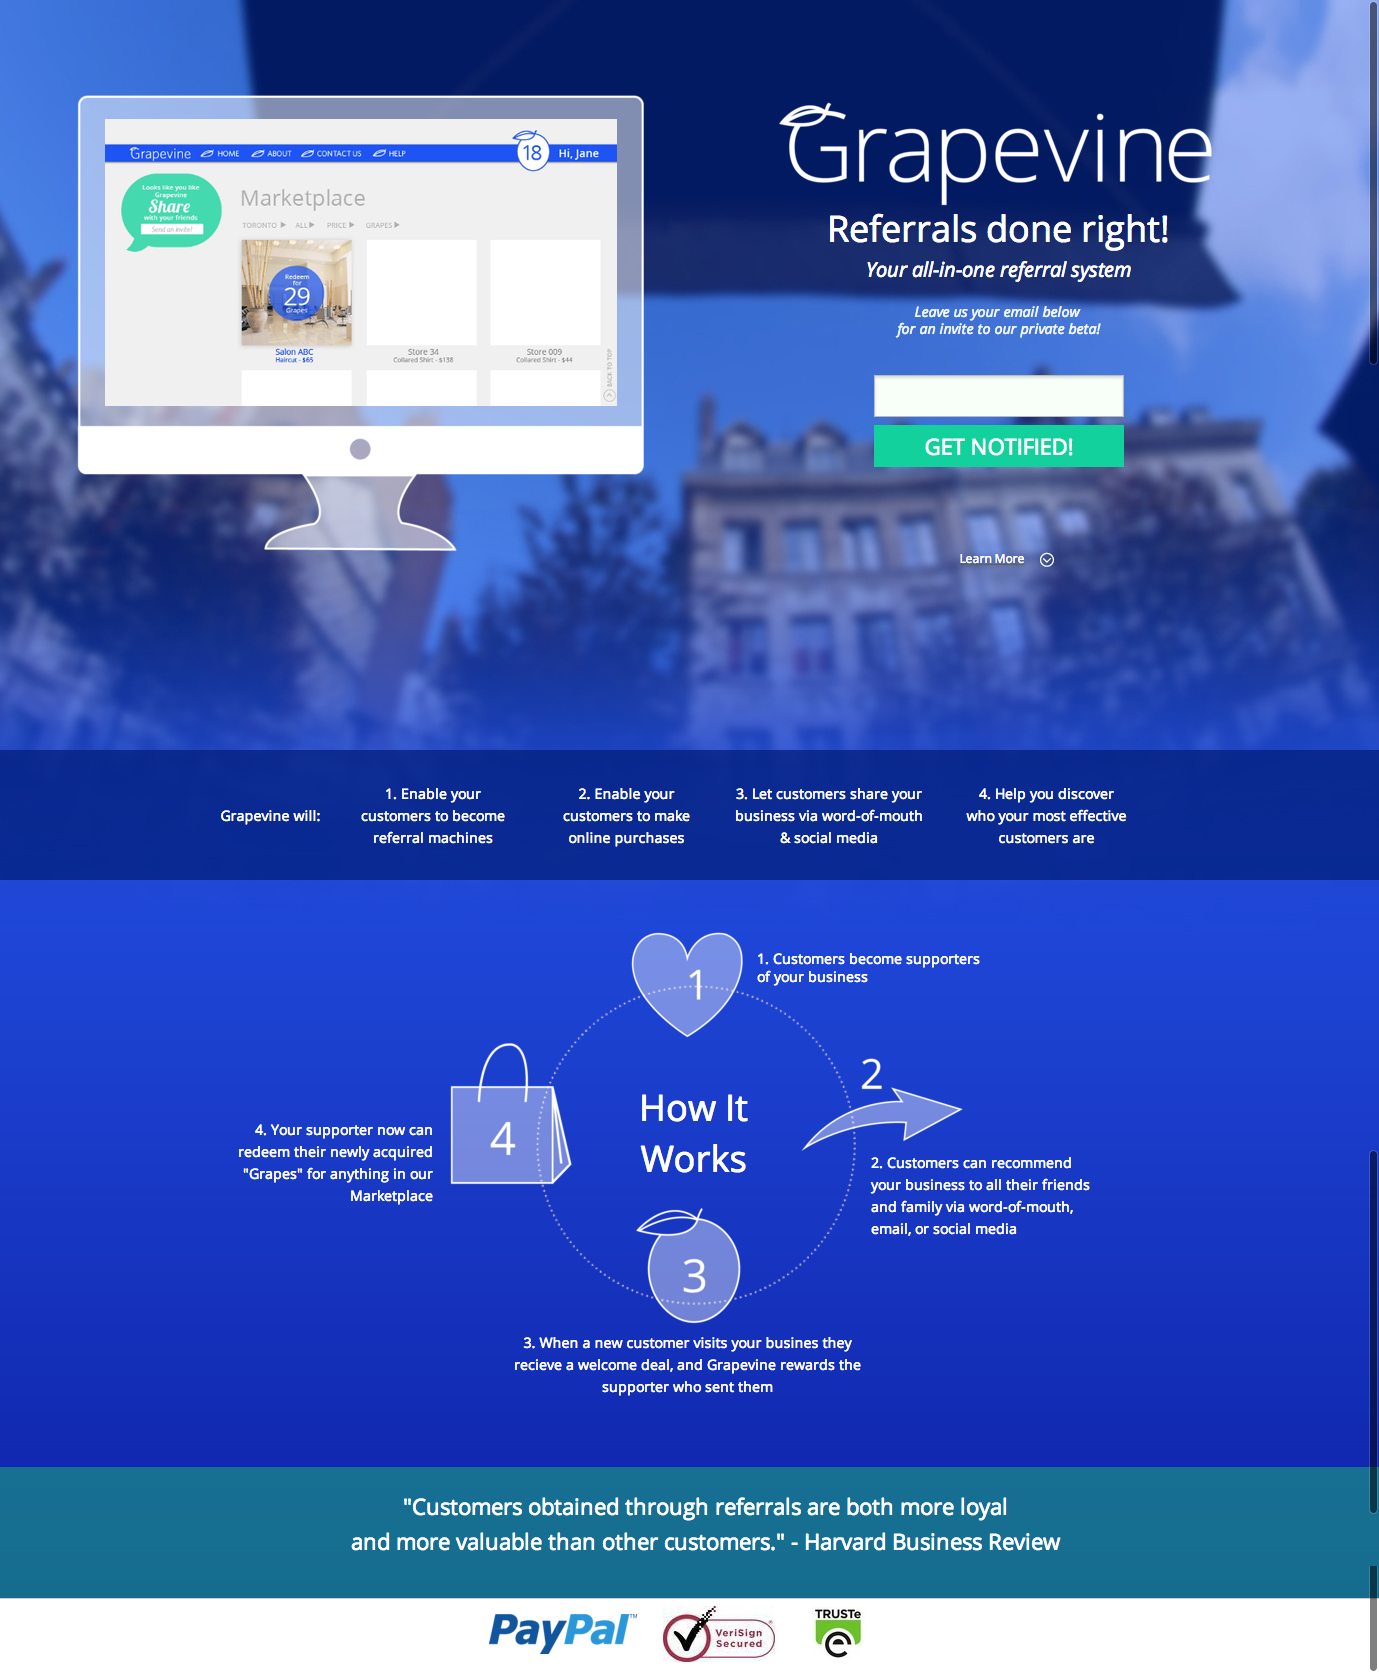 Grapevine
HOME
ABOUT
CONTACT US
HELP
18
Hi, Jane
Looks like you like
Grapevine
Share
with your friends
Send an invite!
Marketplace
TORONTO
ALL
PRICE
GRAPES
Redeem
for
29
Grapes
Salon ABC
Haircut - $65
Store 34
Collared Shirt - $138
Store 009
Collared Shirt - $44
BACK TO TOP
Grapevine
Referrals done right!
Your all-in-one referral system
Leave us your email below
for an invite to our private beta!
GET NOTIFIED!
Learn More
Grapevine will:
1. Enable your
customers to become
referral machines
2. Enable your
customers to make
online purchases
3. Let customers share your
business via word-of-mouth
& social media
4. Help you discover
who your most effective
customers are
How It
Works
1
1. Customers become supporters
of your business
2
2. Customers can recommend
your business to all their friends
and family via word-of-mouth,
email, or social media
3
3. When a new customer visits your busines they
recieve a welcome deal, and Grapevine rewards the
supporter who sent them
4
4. Your supporter now can
redeem their newly acquired
"Grapes" for anything in our
Marketplace
"Customers obtained through referrals are both more loyal
and more valuable than other customers." - Harvard Business Review
PayPal™
VeriSign®
Secured
TRUSTe
e